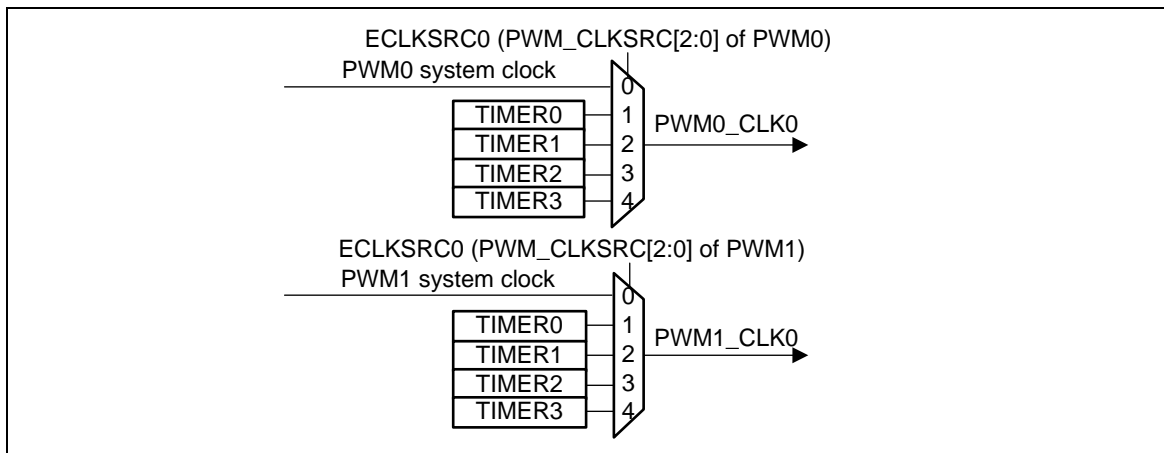 ECLKSRC0 (PWM_CLKSRC[2:0] of PWM0)
PWM0 system clock
0
TIMER0
1
TIMER1
2
TIMER2
3
TIMER3
4
PWM0_CLK0
ECLKSRC0 (PWM_CLKSRC[2:0] of PWM1)
PWM1 system clock
0
TIMER0
1
TIMER1
2
TIMER2
3
TIMER3
4
PWM1_CLK0